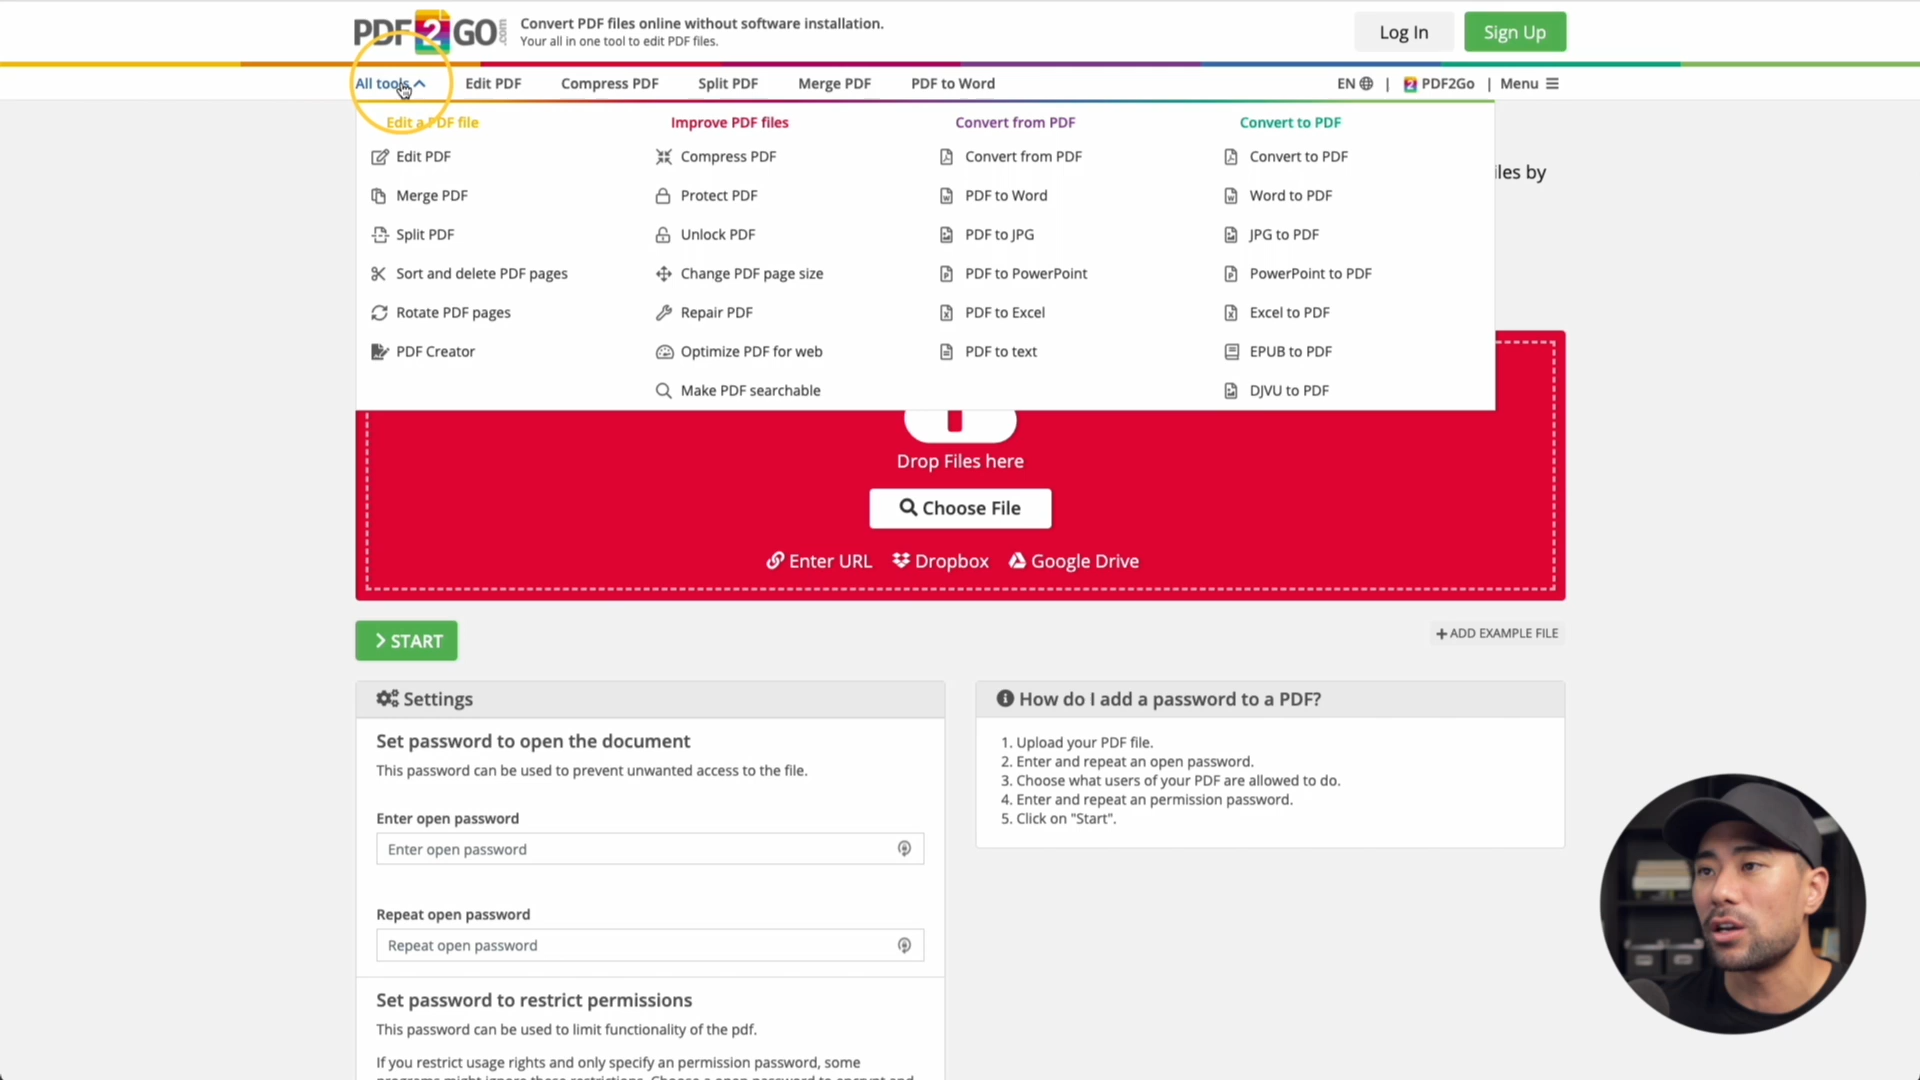 PDF2GO.com
Convert PDF files online without software installation.
Your all in one tool to edit PDF files.
Log In
Sign Up
All tools
Edit PDF
Compress PDF
Split PDF
Merge PDF
PDF to Word
EN
|
2 PDF2Go
|
Menu
Edit a PDF file
Edit PDF
Merge PDF
Split PDF
Sort and delete PDF pages
Rotate PDF pages
PDF Creator
Improve PDF files
Compress PDF
Protect PDF
Unlock PDF
Change PDF page size
Repair PDF
Optimize PDF for web
Make PDF searchable
Convert from PDF
Convert from PDF
PDF to Word
PDF to JPG
PDF to PowerPoint
PDF to Excel
PDF to text
Convert to PDF
Convert to PDF
Word to PDF
JPG to PDF
PowerPoint to PDF
Excel to PDF
EPUB to PDF
DJVU to PDF
iles by
Drop Files here
Choose File
Enter URL
Dropbox
Google Drive
START
+ ADD EXAMPLE FILE
Settings
Set password to open the document
This password can be used to prevent unwanted access to the file.
Enter open password
Enter open password
Repeat open password
Repeat open password
Set password to restrict permissions
This password can be used to limit functionality of the pdf.
If you restrict usage rights and only specify an permission password, some
How do I add a password to a PDF?
1. Upload your PDF file.
2. Enter and repeat an open password.
3. Choose what users of your PDF are allowed to do.
4. Enter and repeat an permission password.
5. Click on "Start".